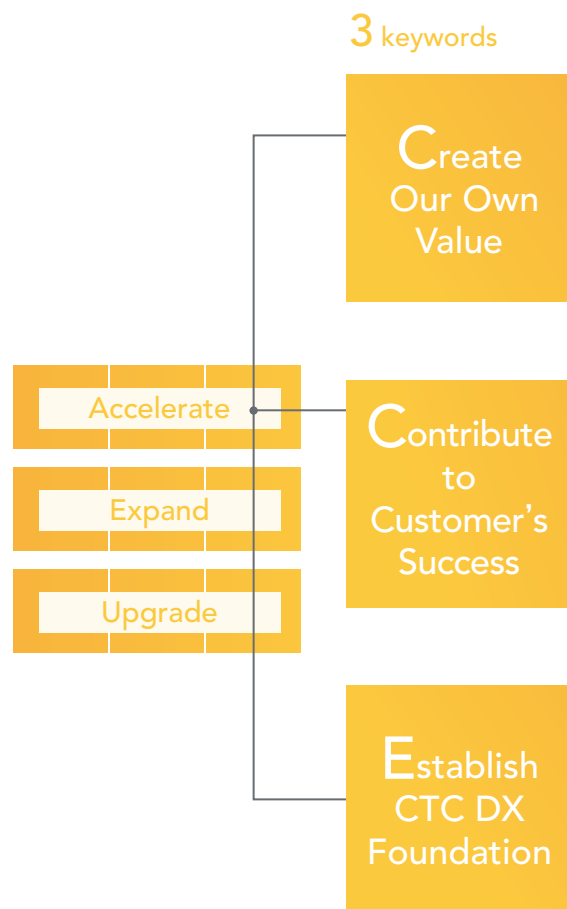 3 keywords
Create
Our Own
Value
Accelerate
Expand
Upgrade
Contribute
to
Customer’s
Success
Establish
CTC DX
Foundation